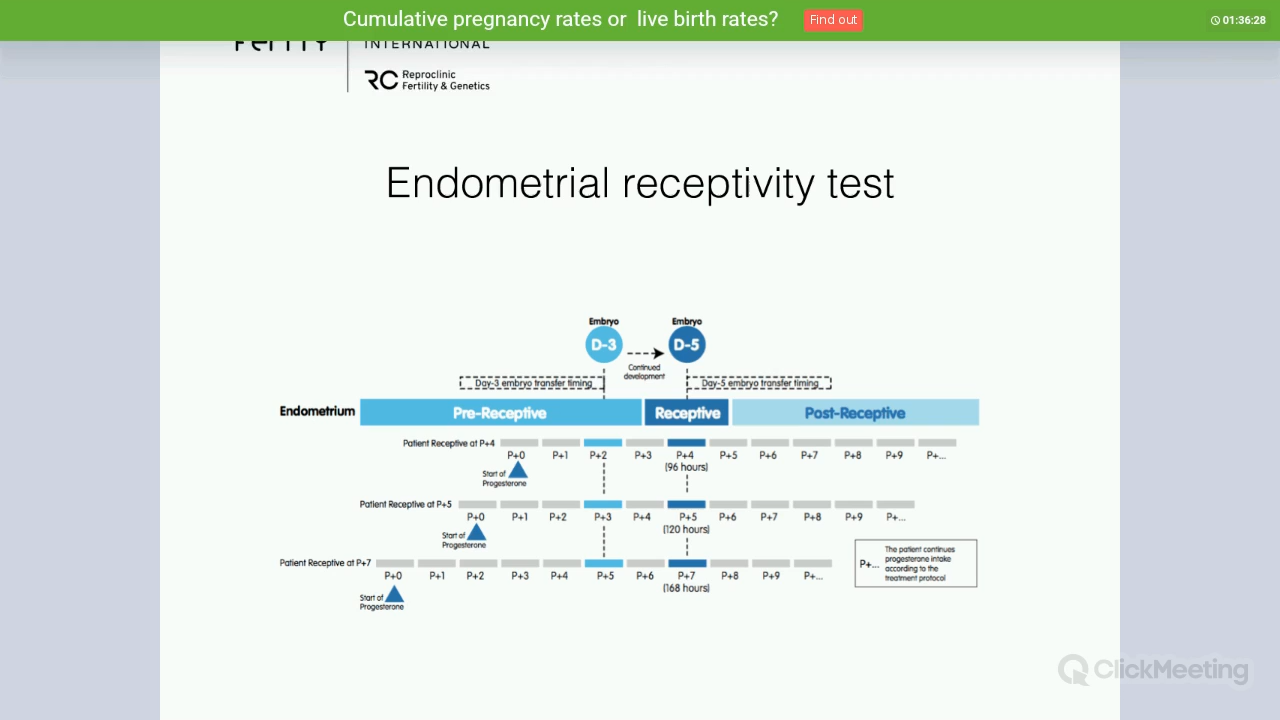 Cumulative pregnancy rates or live birth rates?
Find out
01:36:28
INTERNATIONAL
RC Reproclinic
Fertility & Genetics
Endometrial receptivity test
Embryo
Embryo
D-3
D-5
Continued
development
Day-3 embryo transfer timing
Day-5 embryo transfer timing
Endometrium
Pre-Receptive
Receptive
Post-Receptive
Patient Receptive at P+4
P+0 P+1 P+2 P+3 P+4 P+5 P+6 P+7 P+8 P+9 P+...
(96 hours)
Start of
Progesterone
Patient Receptive at P+5
P+0 P+1 P+2 P+3 P+4 P+5 P+6 P+7 P+8 P+9 P+...
(120 hours)
Start of
Progesterone
Patient Receptive at P+7
P+0 P+1 P+2 P+3 P+4 P+5 P+6 P+7 P+8 P+9 P+...
(168 hours)
Start of
Progesterone
P+...
The patient continues
progesterone intake
according to the
treatment protocol
ClickMeeting